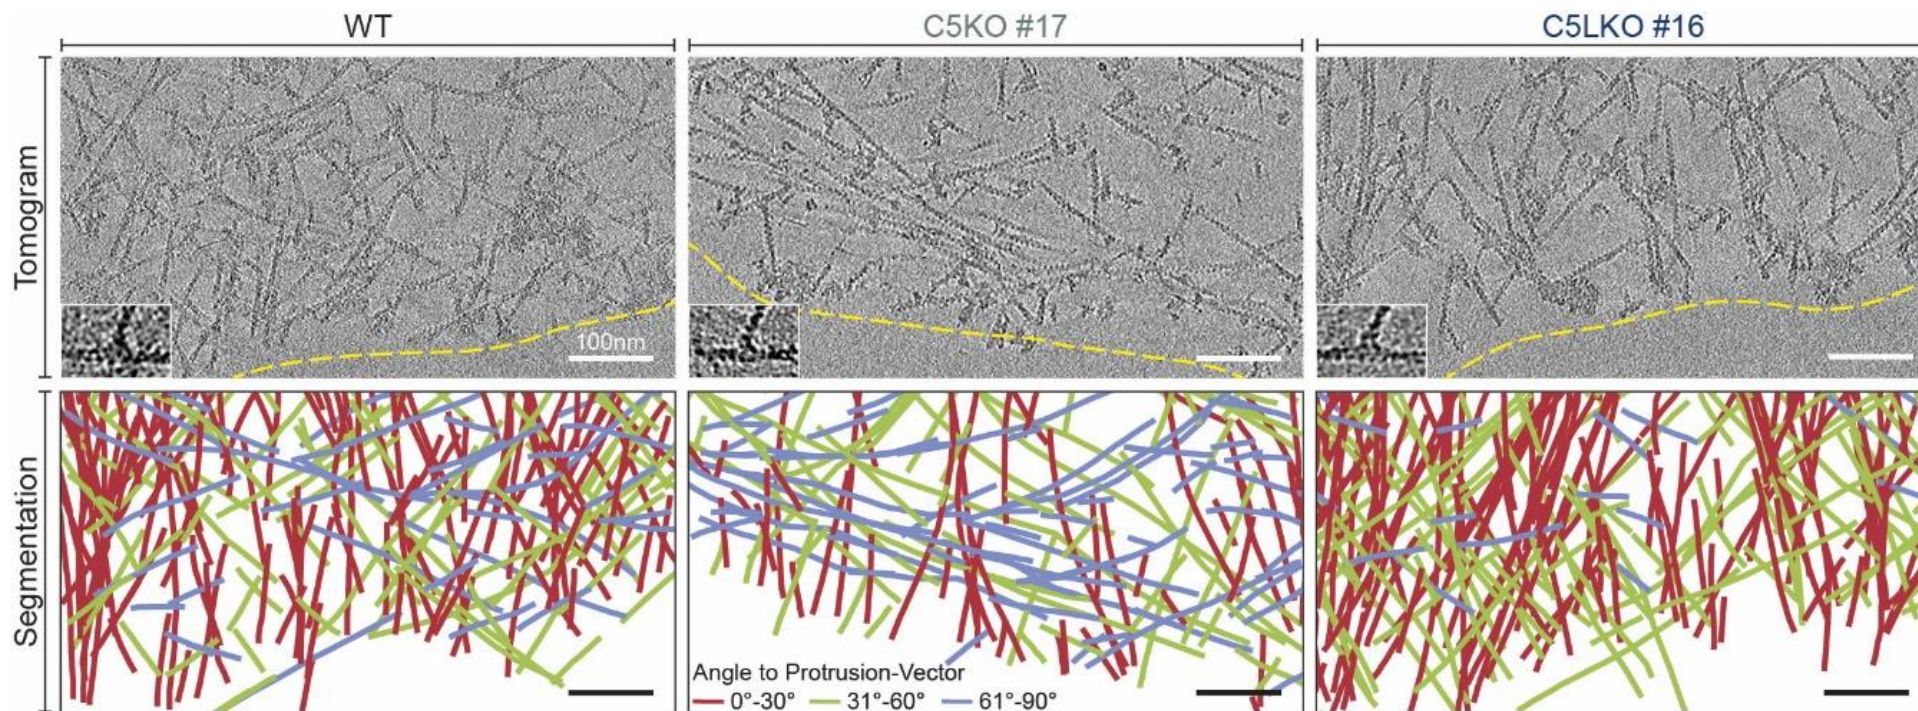 WT
C5KO #17
C5LKO #16
Tomogram
100nm
Segmentation
Angle to Protrusion-Vector
0°-30° 31°-60° 61°-90°